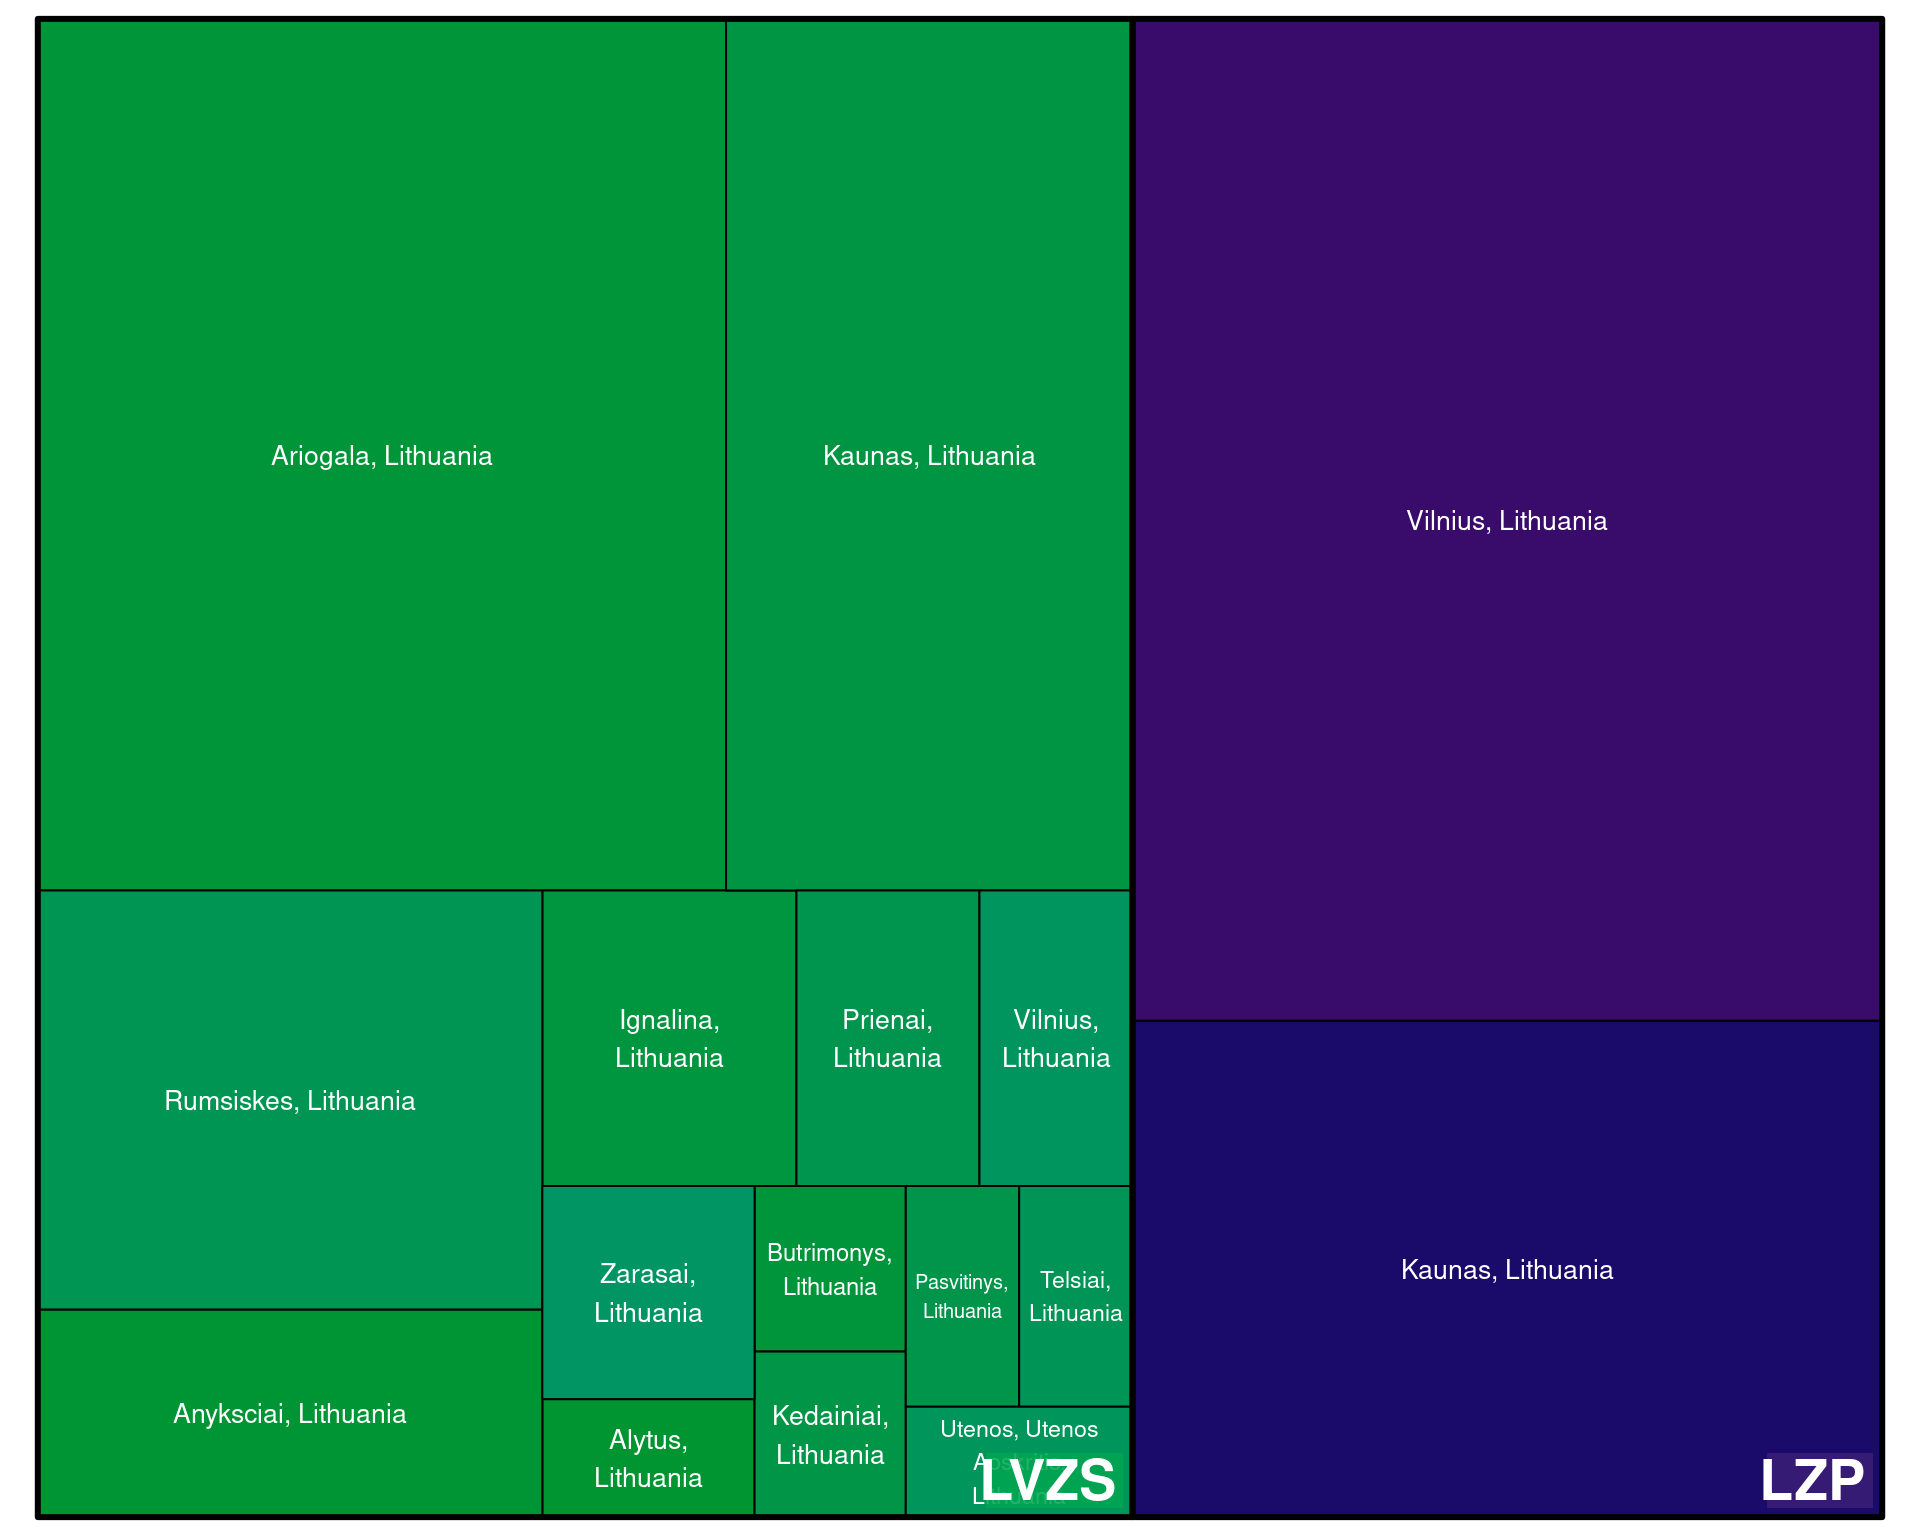 Ariogala, Lithuania
Kaunas, Lithuania
Vilnius, Lithuania
Rumsiskes, Lithuania
Ignalina,
Lithuania
Prienai,
Lithuania
Vilnius,
Lithuania
Zarasai,
Lithuania
Butrimonys,
Lithuania
Pasvitinys,
Lithuania
Telsiai,
Lithuania
Kaunas, Lithuania
Anyksciai, Lithuania
Alytus,
Lithuania
Kedainiai,
Lithuania
Utenos, Utenos
Lithuania
LVZS
LZP